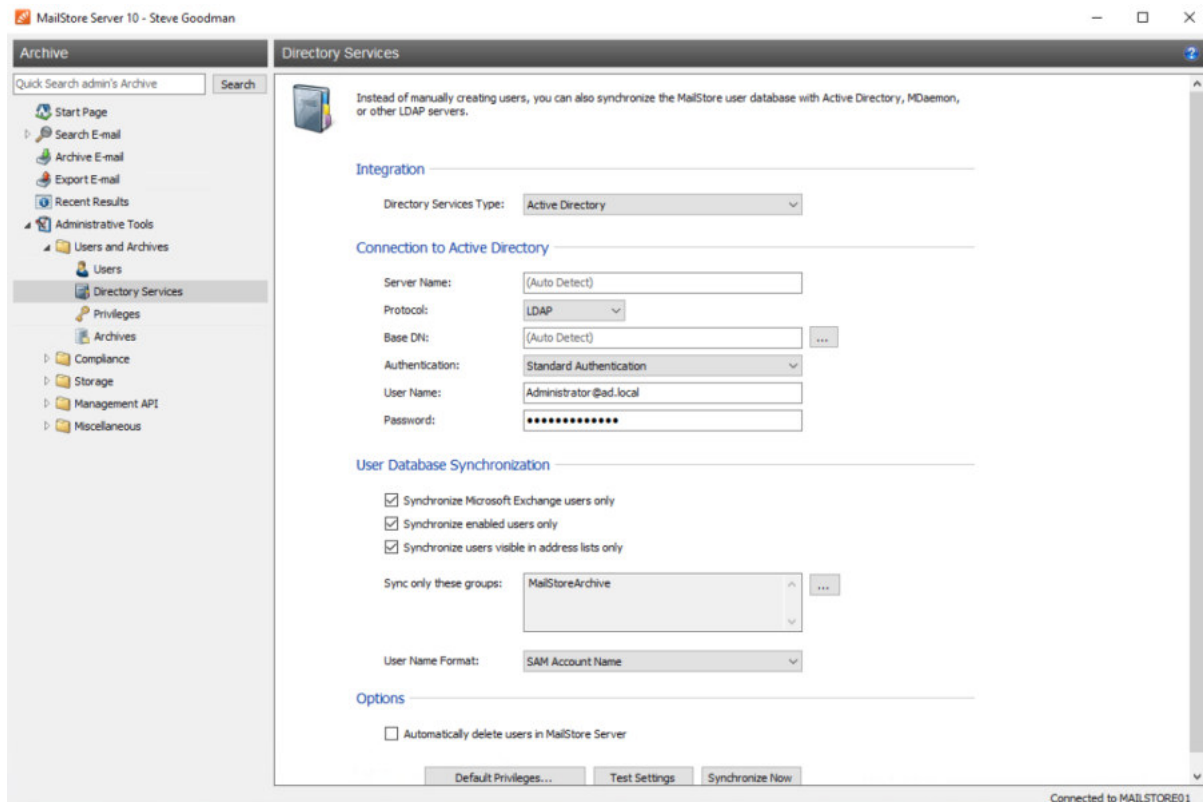 MailStore Server 10 - Steve Goodman
Archive
Quick Search admin's Archive
Search
Start Page
Search E-mail
Archive E-mail
Export E-mail
Recent Results
Administrative Tools
Users and Archives
Users
Directory Services
Privileges
Archives
Compliance
Storage
Management API
Miscellaneous
Directory Services
?
Instead of manually creating users, you can also synchronize the MailStore user database with Active Directory, MDaemon,
or other LDAP servers.
Integration
Directory Services Type: Active Directory
Connection to Active Directory
Server Name: (Auto Detect)
Protocol: LDAP
Base DN: (Auto Detect) ...
Authentication: Standard Authentication
User Name: Administrator@ad.local
Password: •••••••••••••
User Database Synchronization
Synchronize Microsoft Exchange users only
Synchronize enabled users only
Synchronize users visible in address lists only
Sync only these groups: MailStoreArchive ...
User Name Format: SAM Account Name
Options
Automatically delete users in MailStore Server
Default Privileges... Test Settings Synchronize Now
Connected to MAILSTORE01